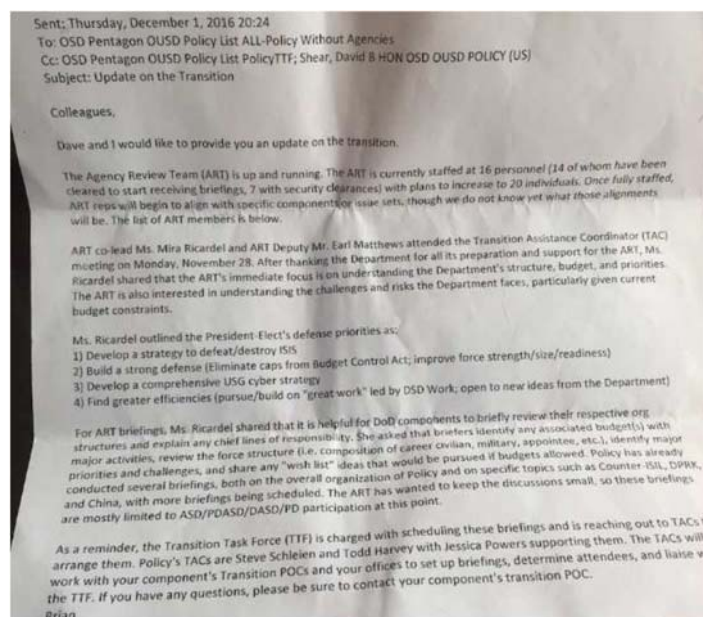 Sent: Thursday, December 1, 2016 20:24
To: OSD Pentagon OUSD Policy List ALL-Policy Without Agencies
Cc: OSD Pentagon OUSD Policy List PolicyTTF; Shear, David B HON OSD OUSD POLICY (US)
Subject: Update on the Transition
Colleagues,
Dave and I would like to provide you an update on the transition.
The Agency Review Team (ART) is up and running. The ART is currently staffed at 16 personnel (14 of whom have been
cleared to start receiving briefings, 7 with security clearances) with plans to increase to 20 individuals. Once fully staffed,
ART reps will begin to align with specific components or issue sets, though we do not know yet what those alignments
will be. The list of ART members is below.
ART co-lead Ms. Mira Ricardel and ART Deputy Mr. Earl Matthews attended the Transition Assistance Coordinator (TAC)
meeting on Monday, November 28. After thanking the Department for all its preparation and support for the ART, Ms.
Ricardel shared that the ART's immediate focus is on understanding the Department's structure, budget, and priorities.
The ART is also interested in understanding the challenges and risks the Department faces, particularly given current
budget constraints.
Ms. Ricardel outlined the President-Elect's defense priorities as:
1) Develop a strategy to defeat/destroy ISIS
2) Build a strong defense (Eliminate caps from Budget Control Act; improve force strength/size/readiness)
3) Develop a comprehensive USG cyber strategy
4) Find greater efficiencies (pursue/build on "great work" led by DSD Work; open to new ideas from the Department)
For ART briefings, Ms. Ricardel shared that it is helpful for DoD components to briefly review their respective org
structures and explain any chief lines of responsibility. She asked that briefers identify any associated budget(s) with
major activities, review the force structure (i.e. composition of career civilian, military, appointee, etc.), identify major
priorities and challenges, and share any "wish list" ideas that would be pursued if budgets allowed. Policy has already
conducted several briefings, both on the overall organization of Policy and on specific topics such as Counter-ISIL, DPRK,
and China, with more briefings being scheduled. The ART has wanted to keep the discussions small, so these briefings
are mostly limited to ASD/PDASD/DASD/PD participation at this point.
As a reminder, the Transition Task Force (TTF) is charged with scheduling these briefings and is reaching out to TACs
arrange them. Policy's TACs are Steve Schleien and Todd Harvey with Jessica Powers supporting them. The TACs will
work with your component's Transition POCs and your offices to set up briefings, determine attendees, and liaise
the TTF. If you have any questions, please be sure to contact your component's transition POC.
Brian